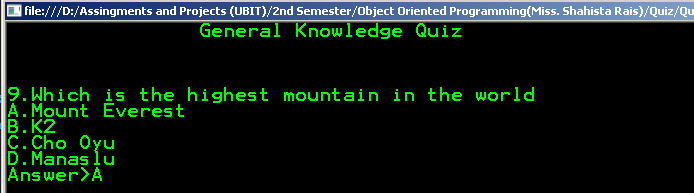 file:///D:/Assingments and Projects (UBIT)/2nd Semester/Object Oriented Programming(Miss. Shahista Rais)/Quiz/Qu
General Knowledge Quiz
9.Which is the highest mountain in the world
A.Mount Everest
B.K2
C.Cho Oyu
D.Manaslu
Answer>A